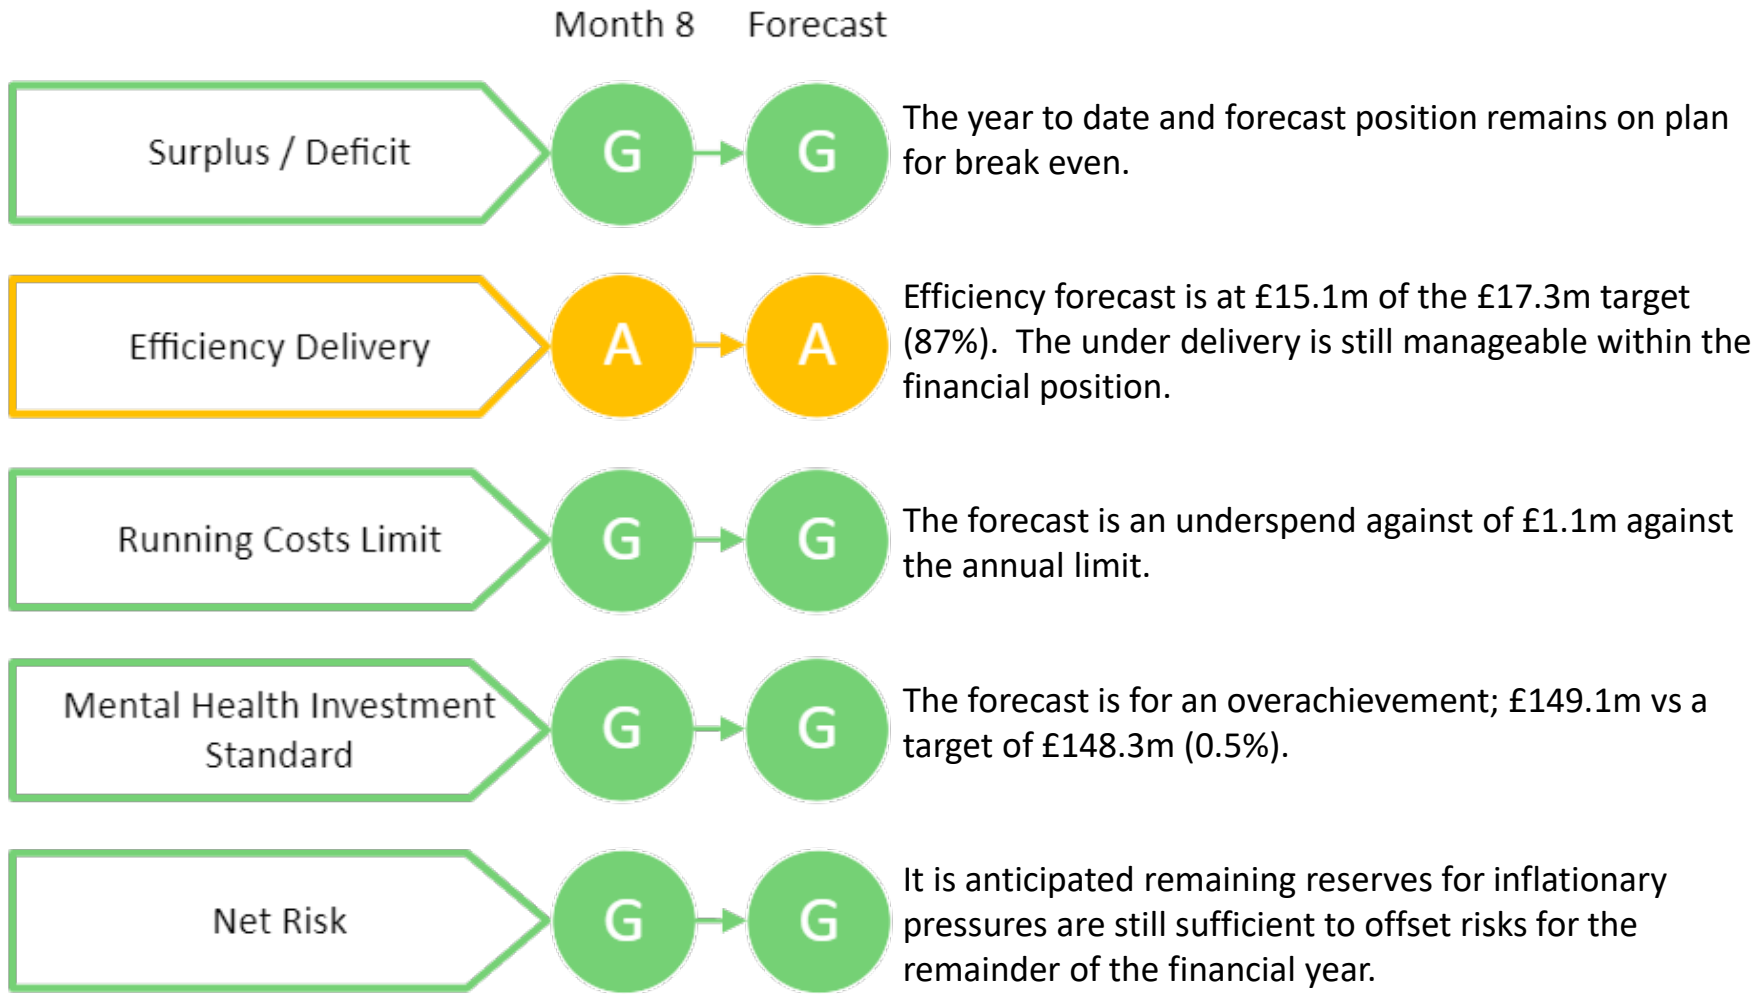 Month 8 Forecast
Surplus / Deficit
G
G
The year to date and forecast position remains on plan
for break even.
Efficiency Delivery
A
A
Efficiency forecast is at £15.1m of the £17.3m target
(87%).  The under delivery is still manageable within the
financial position.
Running Costs Limit
G
G
The forecast is an underspend against of £1.1m against
the annual limit.
Mental Health Investment
Standard
G
G
The forecast is for an overachievement; £149.1m vs a
target of £148.3m (0.5%).
Net Risk
G
G
It is anticipated remaining reserves for inflationary
pressures are still sufficient to offset risks for the
remainder of the financial year.